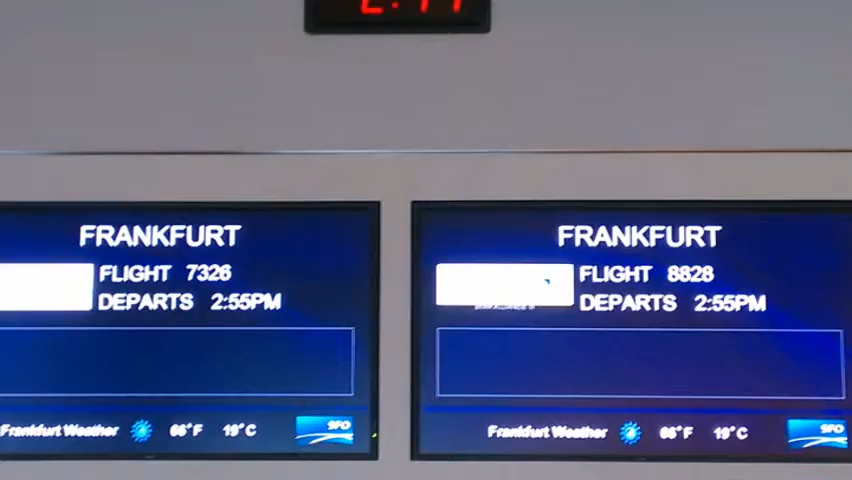 FRANKFURT
FLIGHT 7326
DEPARTS 2:55PM
Frankfurt Weather 66°F 19°C
SFO
FRANKFURT
FLIGHT 8828
DEPARTS 2:55PM
Frankfurt Weather 66°F 19°C
SFO